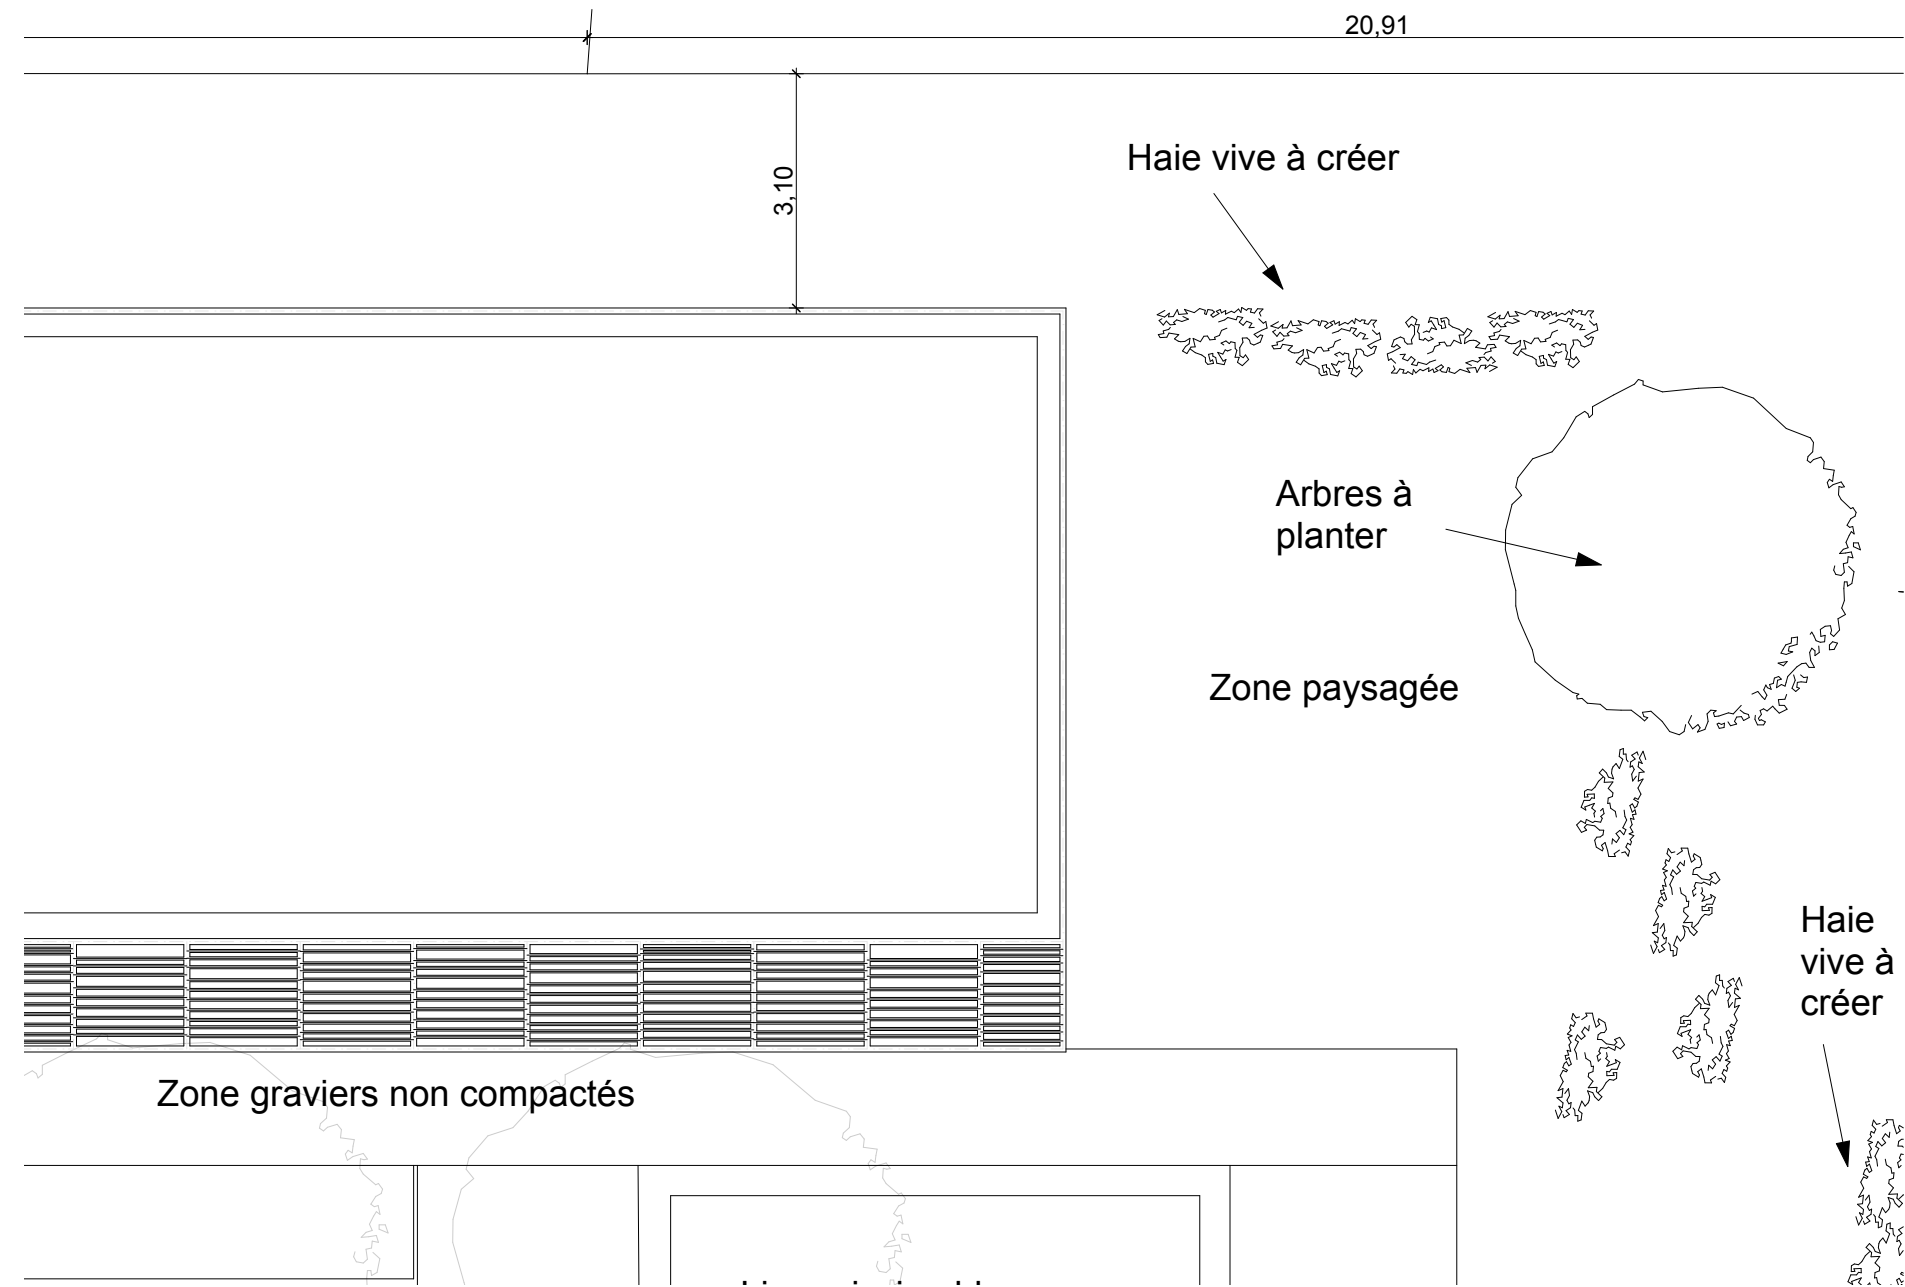 20,91
3,10
Haie vive à créer
Arbres à
planter
Zone paysagée
Haie
vive à
créer
Zone graviers non compactés